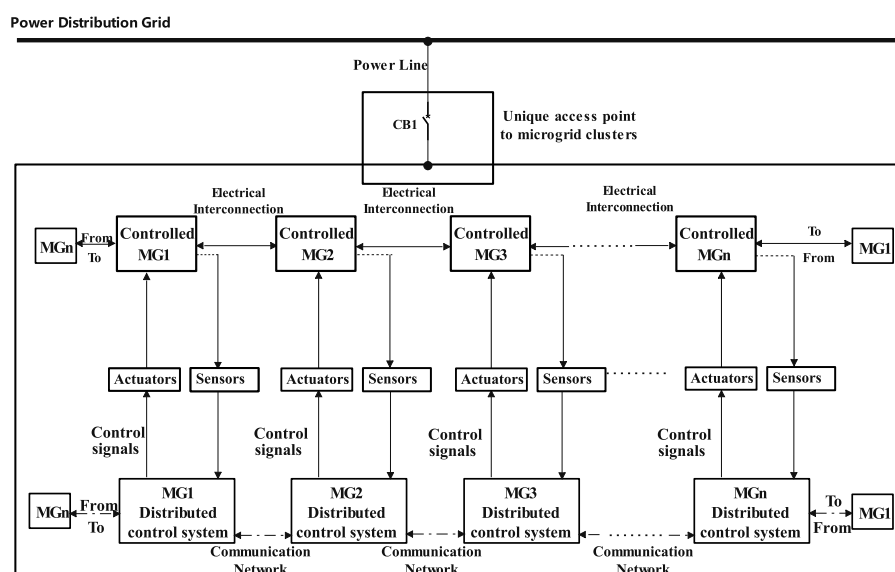 Power Distribution Grid
Power Line
CB1
Unique access point
to microgrid clusters
Electrical
Interconnection
Electrical
Interconnection
Electrical
Interconnection
MGn
From
To
Controlled
MG1
Controlled
MG2
Controlled
MG3
Controlled
MGn
To
From
MG1
Actuators
Sensors
Actuators
Sensors
Actuators
Sensors
Actuators
Sensors
Control
signals
Control
signals
Control
signals
Control
signals
MGn
From
To
MG1
Distributed
control system
MG2
Distributed
control system
MG3
Distributed
control system
MGn
Distributed
control system
To
From
MG1
Communication
Network
Communication
Network
Communication
Network